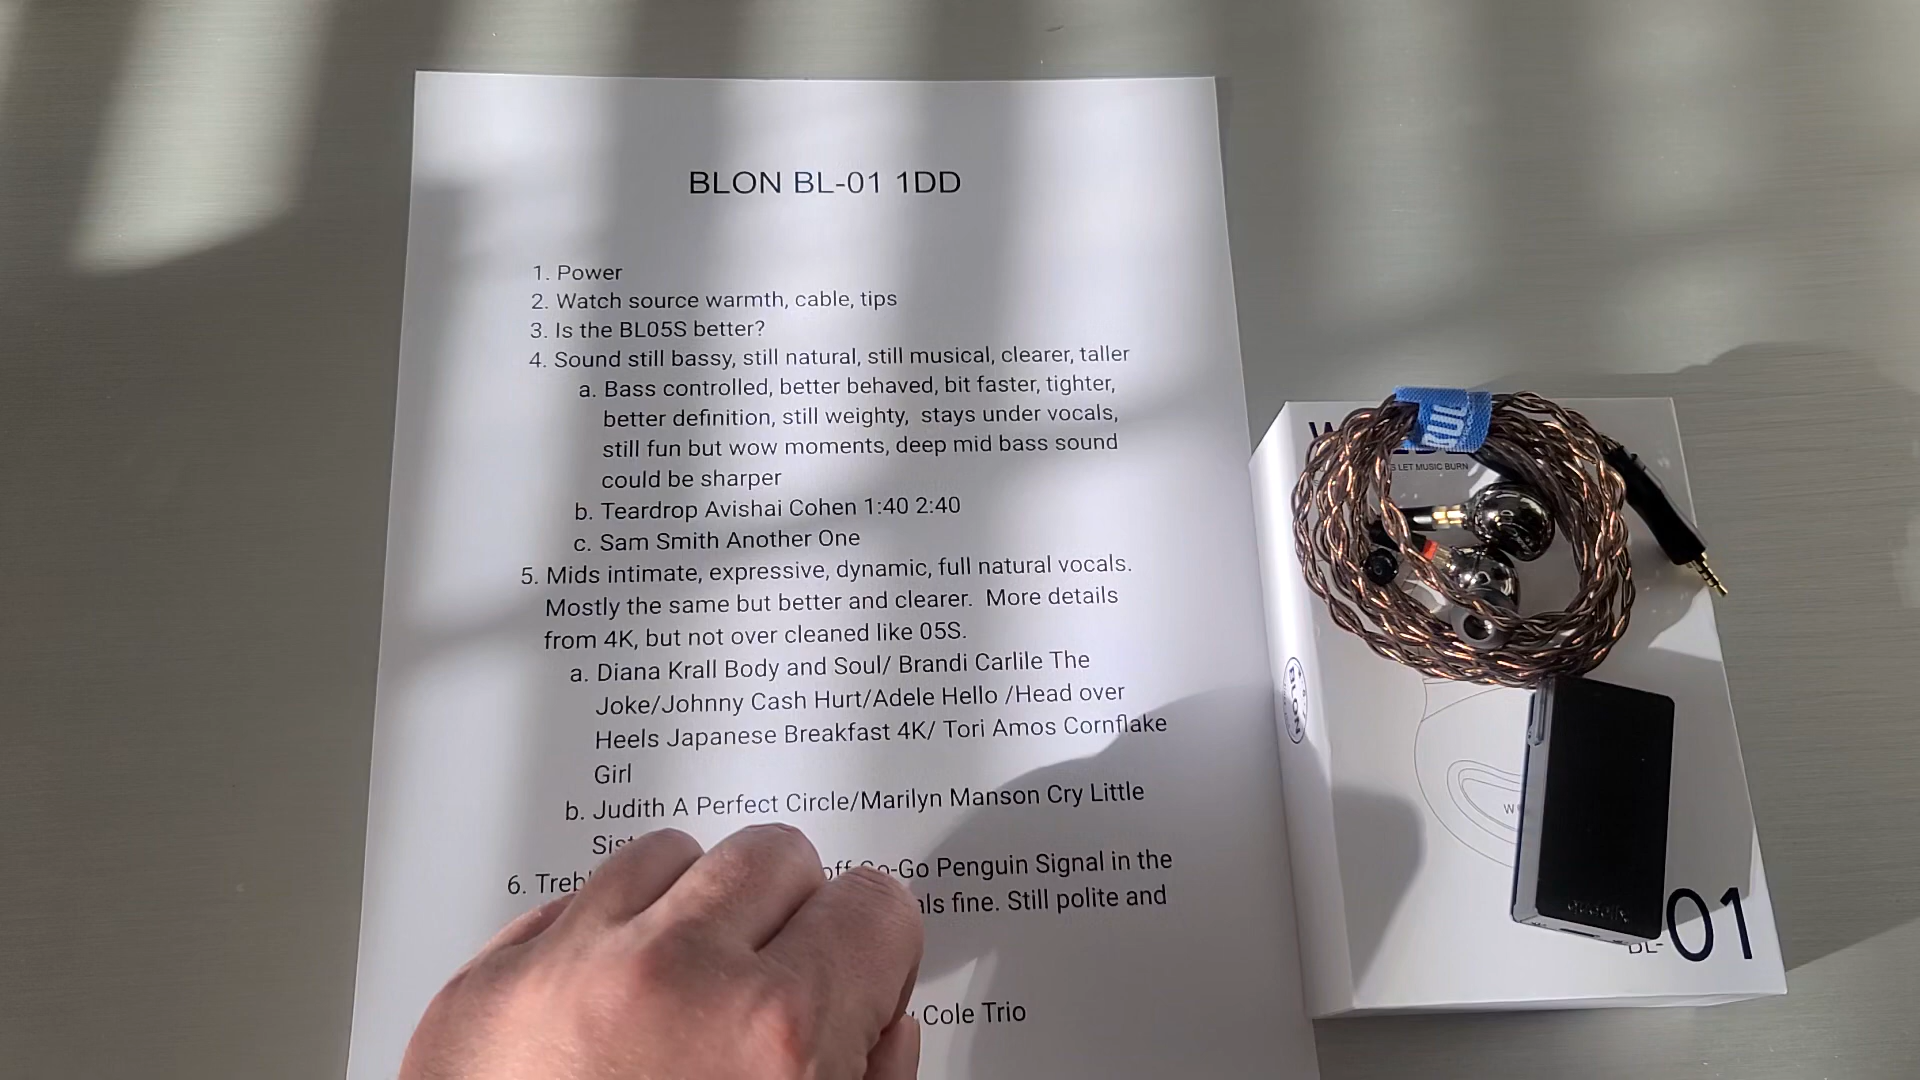 BLON BL-01 1DD
1. Power
2. Watch source warmth, cable, tips
3. Is the BL05S better?
4. Sound still bassy, still natural, still musical, clearer, taller
a. Bass controlled, better behaved, bit faster, tighter,
better definition, still weighty, stays under vocals,
still fun but wow moments, deep mid bass sound
could be sharper
b. Teardrop Avishai Cohen 1:40 2:40
c. Sam Smith Another One
5. Mids intimate, expressive, dynamic, full natural vocals.
Mostly the same but better and clearer. More details
from 4K, but not over cleaned like 05S.
a. Diana Krall Body and Soul/ Brandi Carlile The
Joke/Johnny Cash Hurt/Adele Hello /Head over
Heels Japanese Breakfast 4K/ Tori Amos Cornflake
Girl
b. Judith A Perfect Circle/Marilyn Manson Cry Little
6. Go-Go Penguin Signal in the
fine. Still polite and
Cole Trio
LET MUSIC BURN
BLON
BL-01